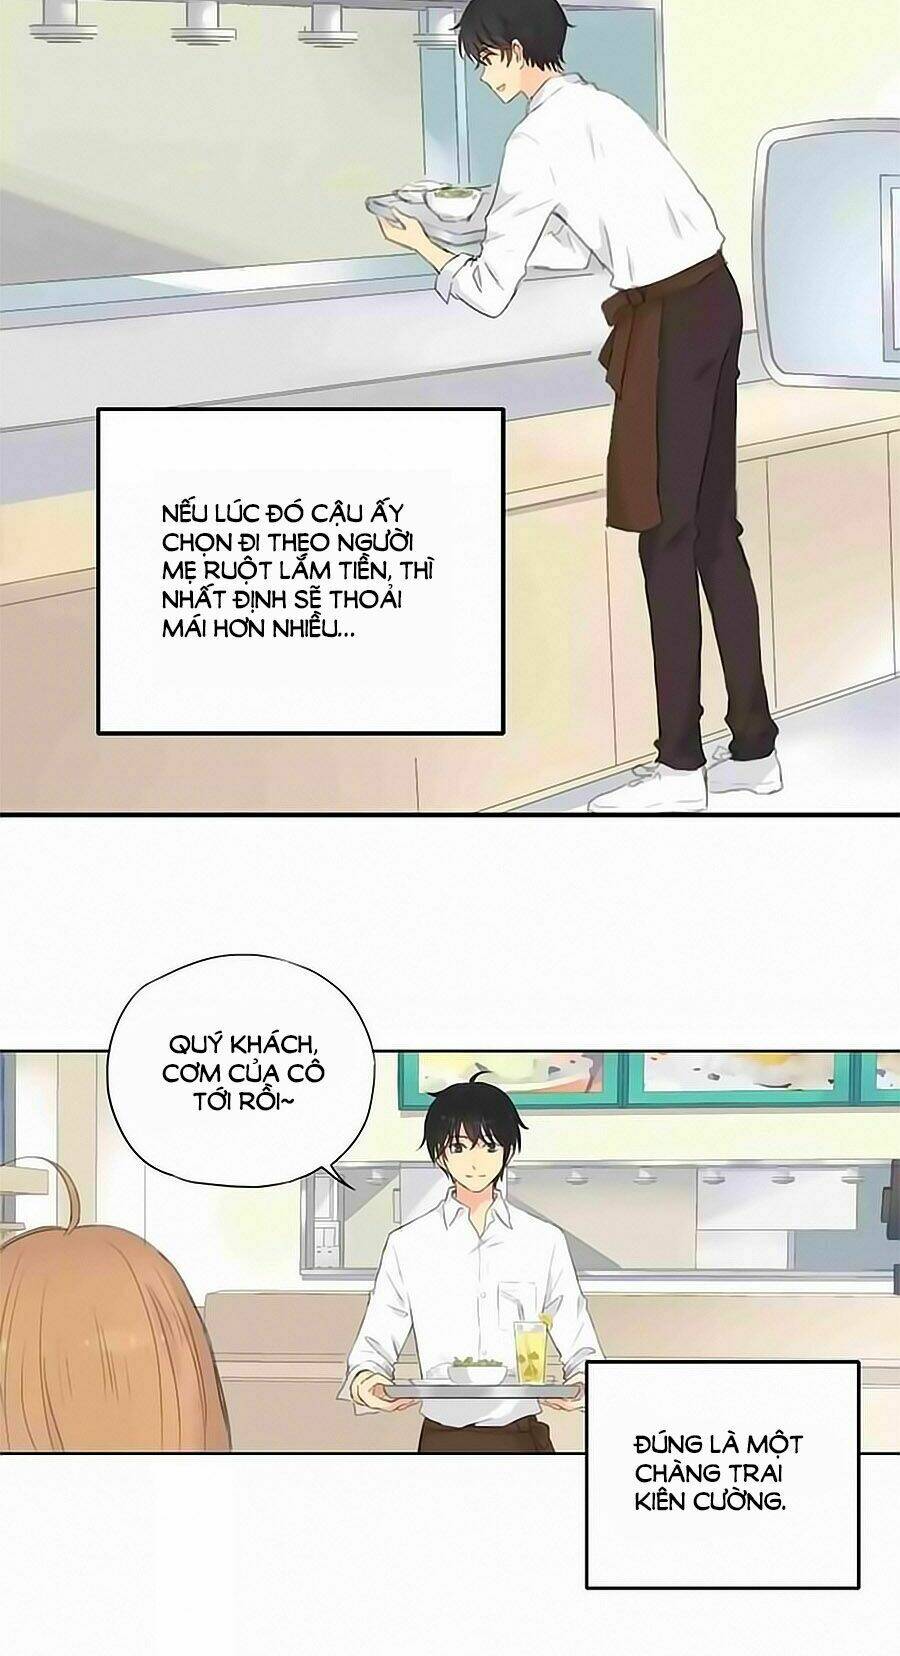 NẾU LÚC ĐÓ CẬU ẤY
CHỌN ĐI THEO NGƯỜI
MẸ RUỘT LẮM TIỀN, THÌ
NHẤT ĐỊNH SẼ THOẢI
MÁI HƠN NHIỀU...
QUÝ KHÁCH,
CƠM CỦA CÔ
TỚI RỒI~
ĐÚNG LÀ MỘT
CHÀNG TRAI
KIÊN CƯỜNG.